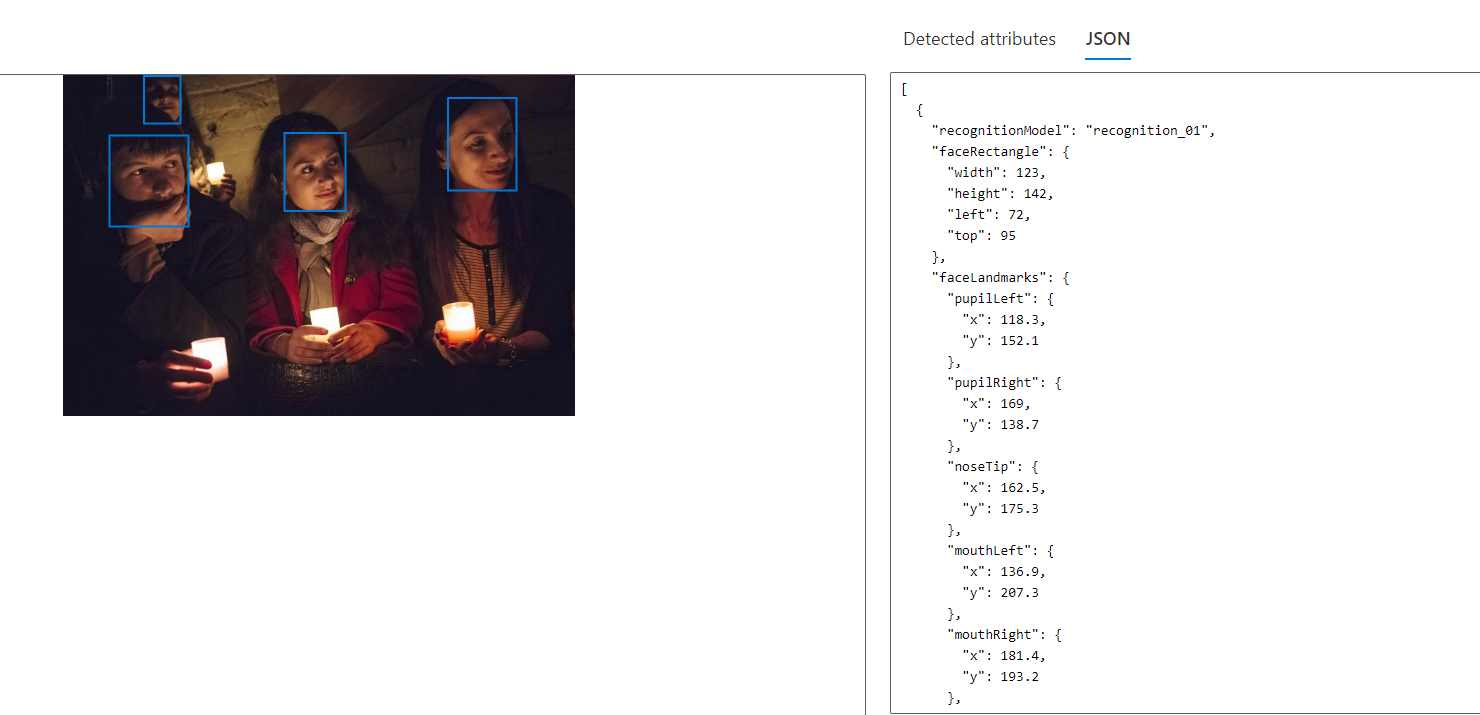 Detected attributes JSON
[
{
"recognitionModel": "recognition_01",
"faceRectangle": {
"width": 123,
"height": 142,
"left": 72,
"top": 95
},
"faceLandmarks": {
"pupilLeft": {
"x": 118.3,
"y": 152.1
},
"pupilRight": {
"x": 169,
"y": 138.7
},
"noseTip": {
"x": 162.5,
"y": 175.3
},
"mouthLeft": {
"x": 136.9,
"y": 207.3
},
"mouthRight": {
"x": 181.4,
"y": 193.2
},